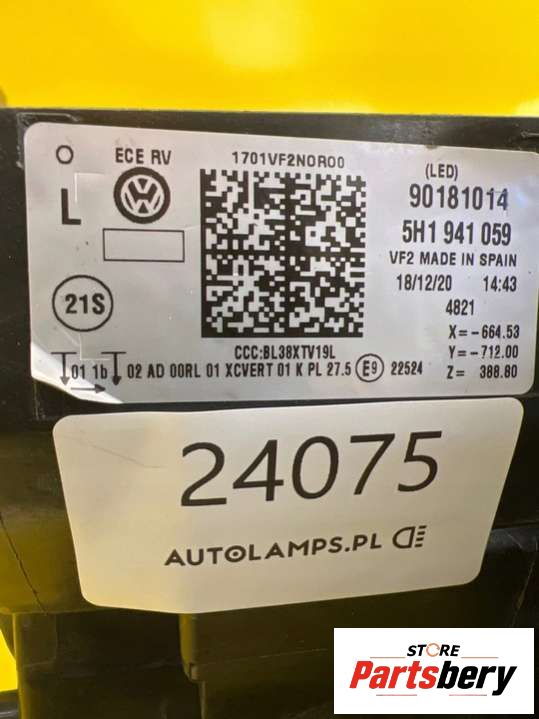 ECE RV
L
21S
1701VF2N0R00
(LED)
90181014
5H1 941 059
VF2 MADE IN SPAIN
18/12/20 14:43
4821
X=-664.53
Y=-712.00
Z= 388.80
CCC:BL38XTV19L
01 1b 02 AD 00RL 01 XCVERT 01 K PL 27.5 E9 22524
24075
AUTOLAMPS.PL
STORE
Partsbery